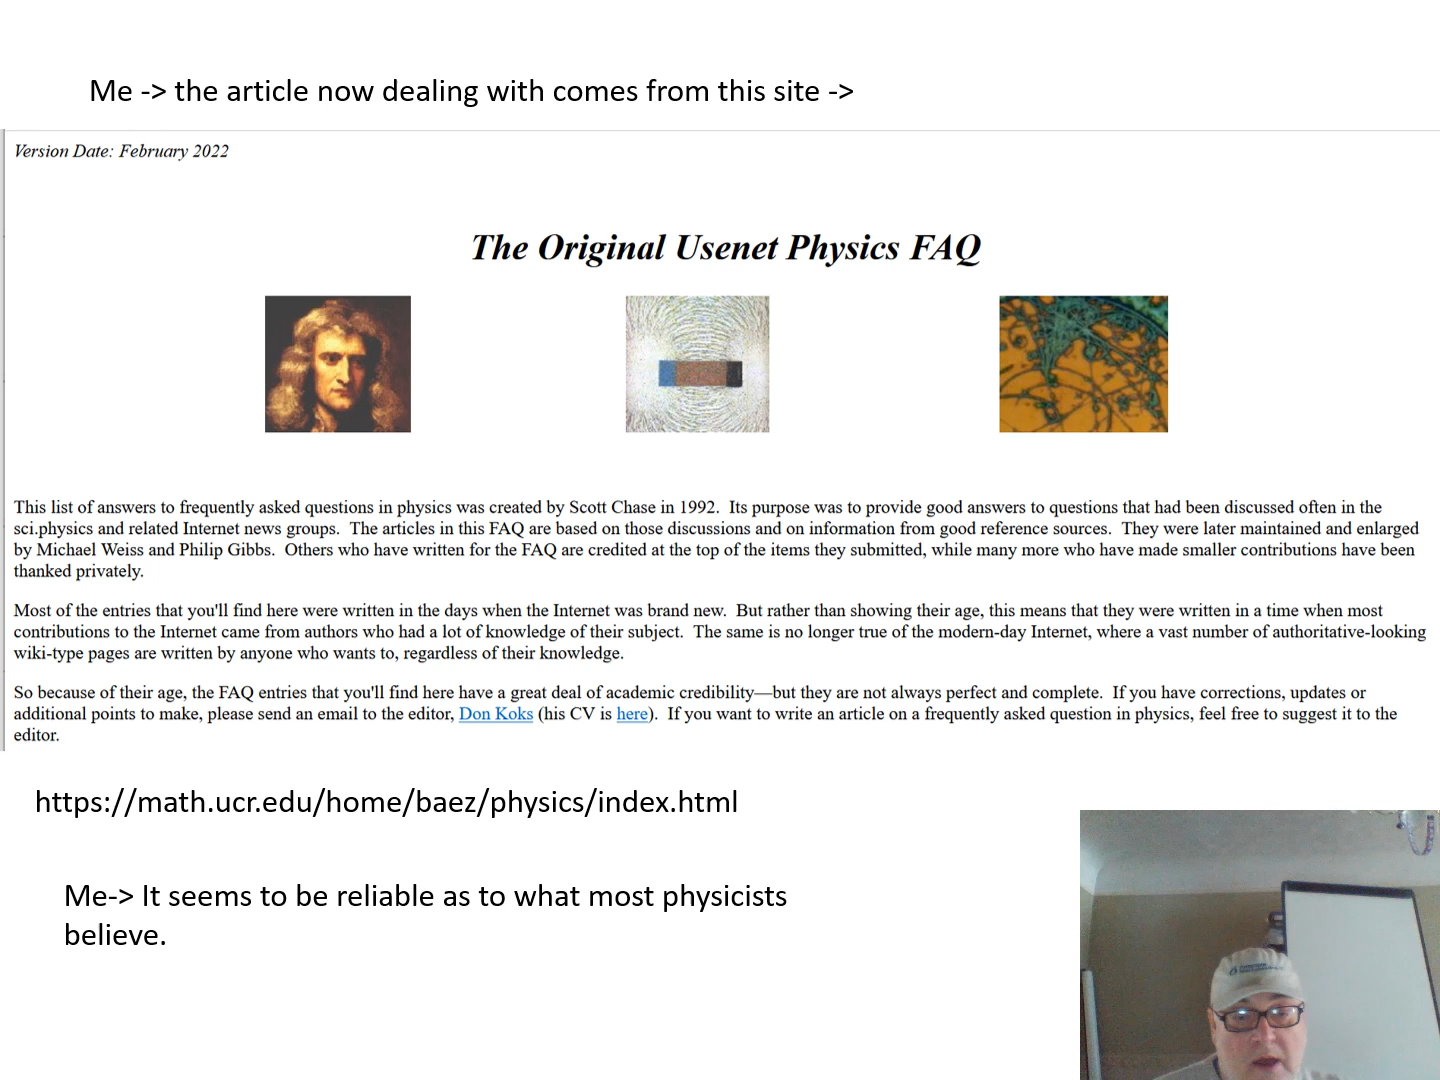 Me -> the article now dealing with comes from this site ->
Version Date: February 2022
The Original Usenet Physics FAQ
This list of answers to frequently asked questions in physics was created by Scott Chase in 1992.  Its purpose was to provide good answers to questions that had been discussed often in the
sci.physics and related Internet news groups.  The articles in this FAQ are based on those discussions and on information from good reference sources.  They were later maintained and enlarged
by Michael Weiss and Philip Gibbs.  Others who have written for the FAQ are credited at the top of the items they submitted, while many more who have made smaller contributions have been
thanked privately.
Most of the entries that you'll find here were written in the days when the Internet was brand new.  But rather than showing their age, this means that they were written in a time when most
contributions to the Internet came from authors who had a lot of knowledge of their subject.  The same is no longer true of the modern-day Internet, where a vast number of authoritative-looking
wiki-type pages are written by anyone who wants to, regardless of their knowledge.
So because of their age, the FAQ entries that you'll find here have a great deal of academic credibility—but they are not always perfect and complete.  If you have corrections, updates or
additional points to make, please send an email to the editor, Don Koks (his CV is here).  If you want to write an article on a frequently asked question in physics, feel free to suggest it to the
editor.
https://math.ucr.edu/home/baez/physics/index.html
Me-> It seems to be reliable as to what most physicists
believe.